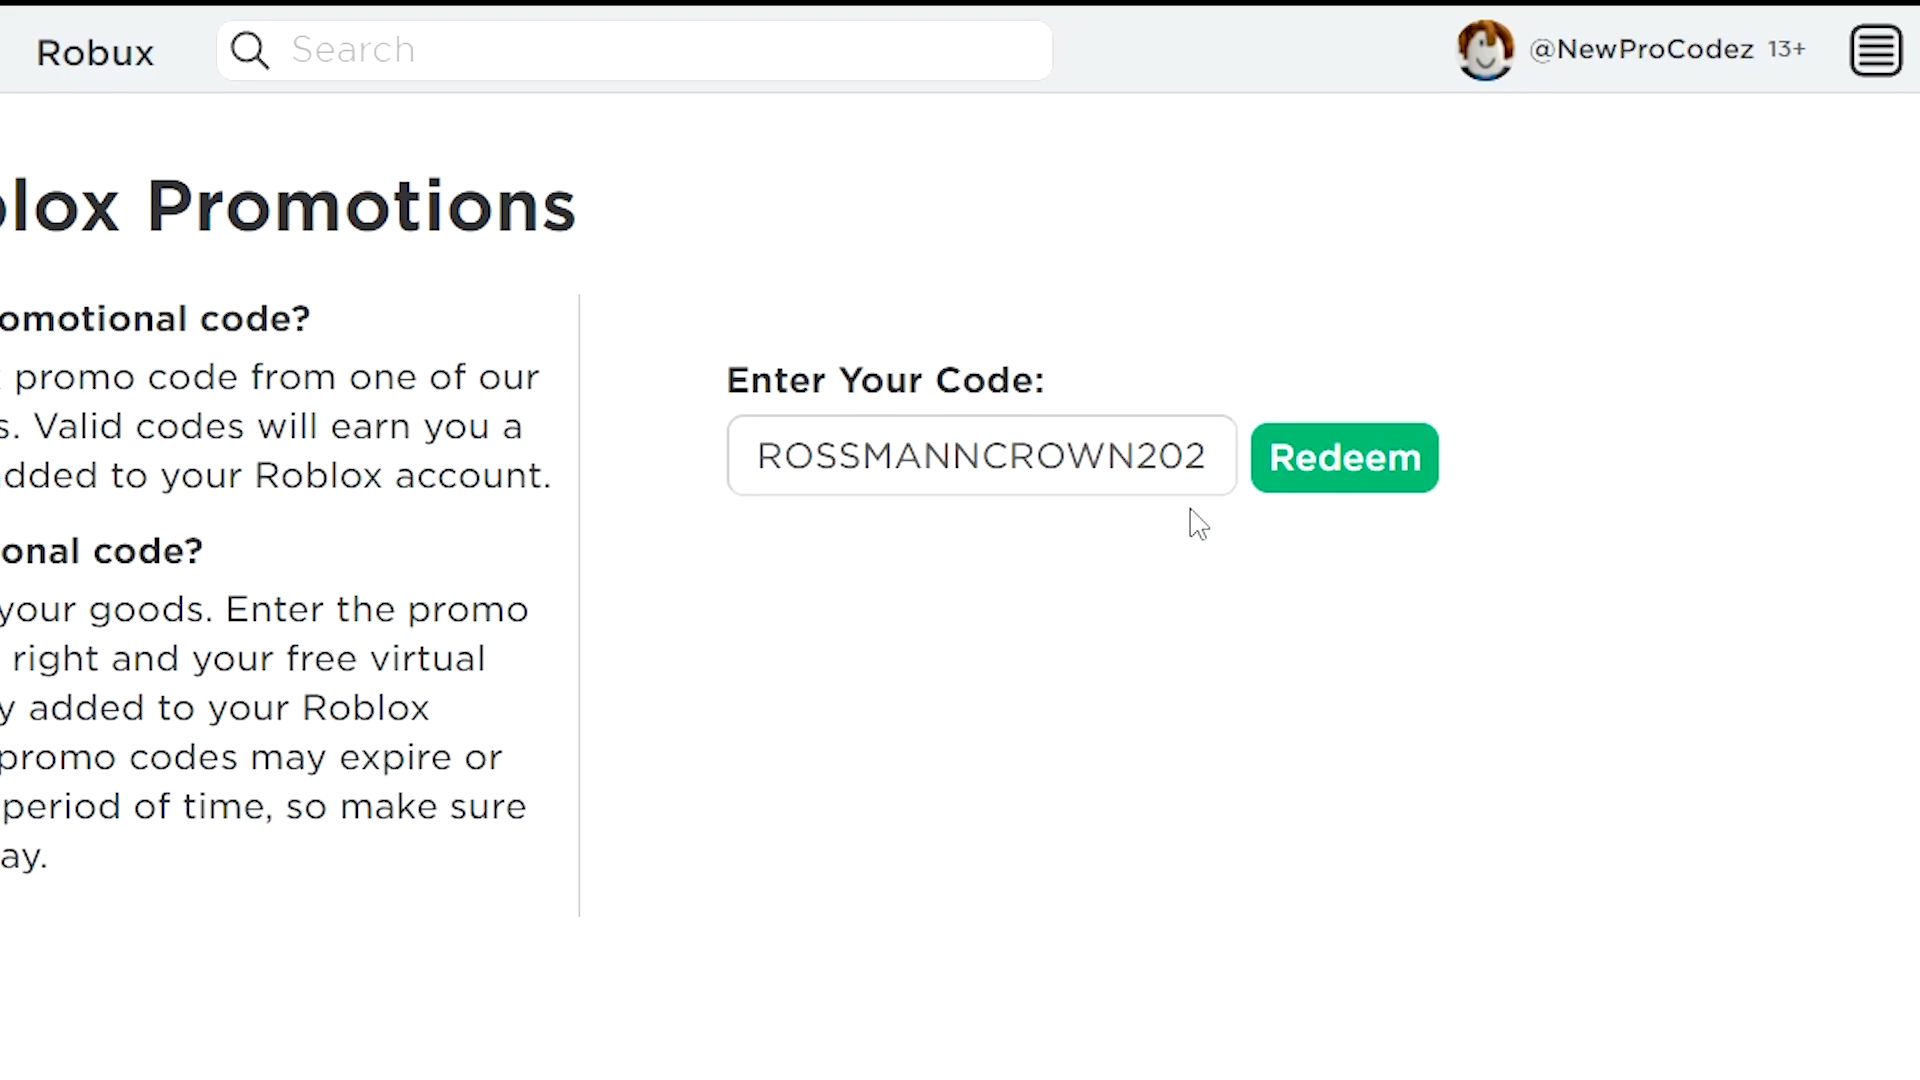 Robux
Search
@NewProCodez 13+
blox Promotions
omotional code?
promo code from one of our
s. Valid codes will earn you a
dded to your Roblox account.
onal code?
your goods. Enter the promo
right and your free virtual
y added to your Roblox
promo codes may expire or
period of time, so make sure
ay.
Enter Your Code:
ROSSMANNCROWN202
Redeem